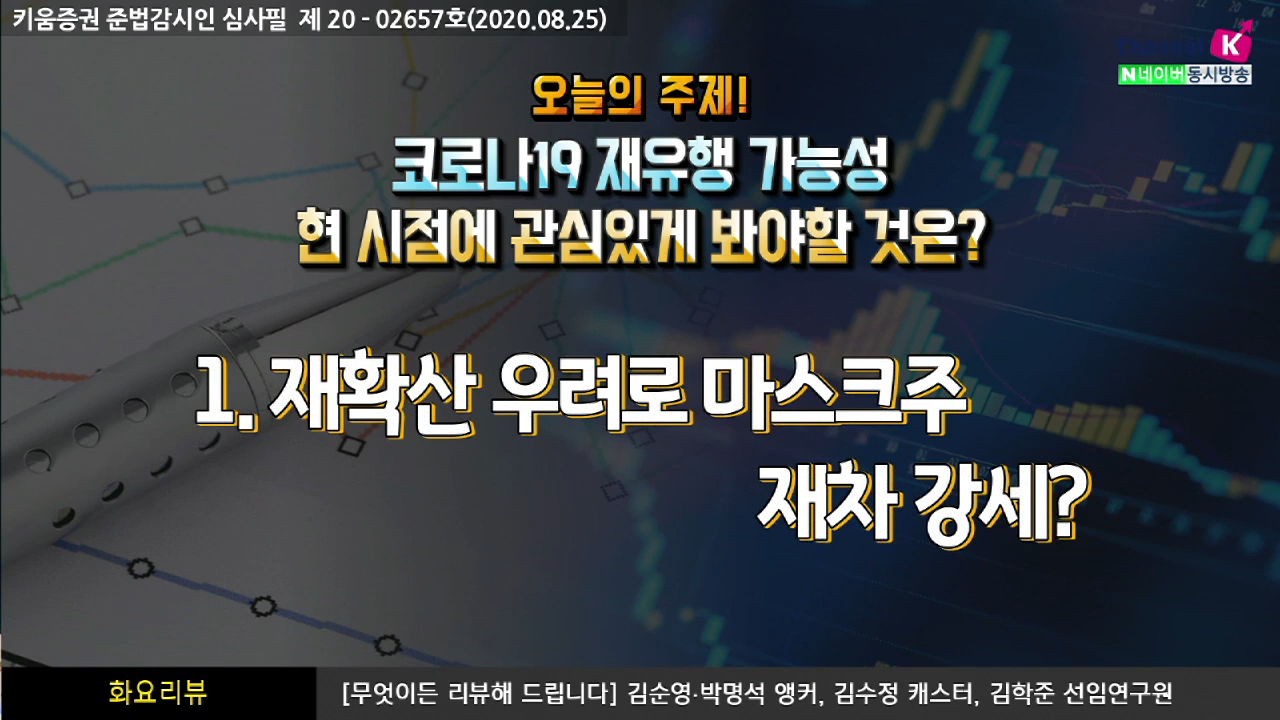 키움증권 준법감시인 심사필 제 20 - 02657호(2020.08.25)
K
N 네이버 동시방송
오늘의 주제!
코로나19 재유행 가능성
현 시점에 관심있게 봐야할 것은?
1. 재확산 우려로 마스크주
재차 강세?
화요리뷰
[무엇이든 리뷰해 드립니다] 김순영·박명석 앵커, 김수정 캐스터, 김학준 선임연구원